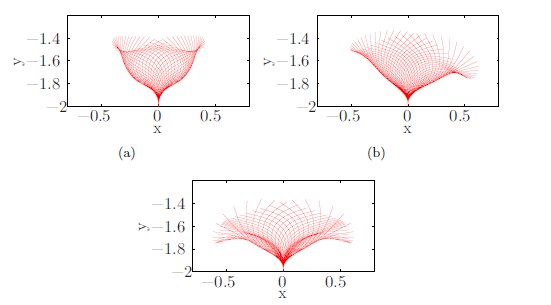 −1.4 −1.4
y −1.6 y −1.6
−1.8 −1.8
−2 −2
−0.5 0 0.5 −0.5 0 0.5
x x
(a) (b)
−1.4
y −1.6
−1.8
−2
−0.5 0 0.5
x